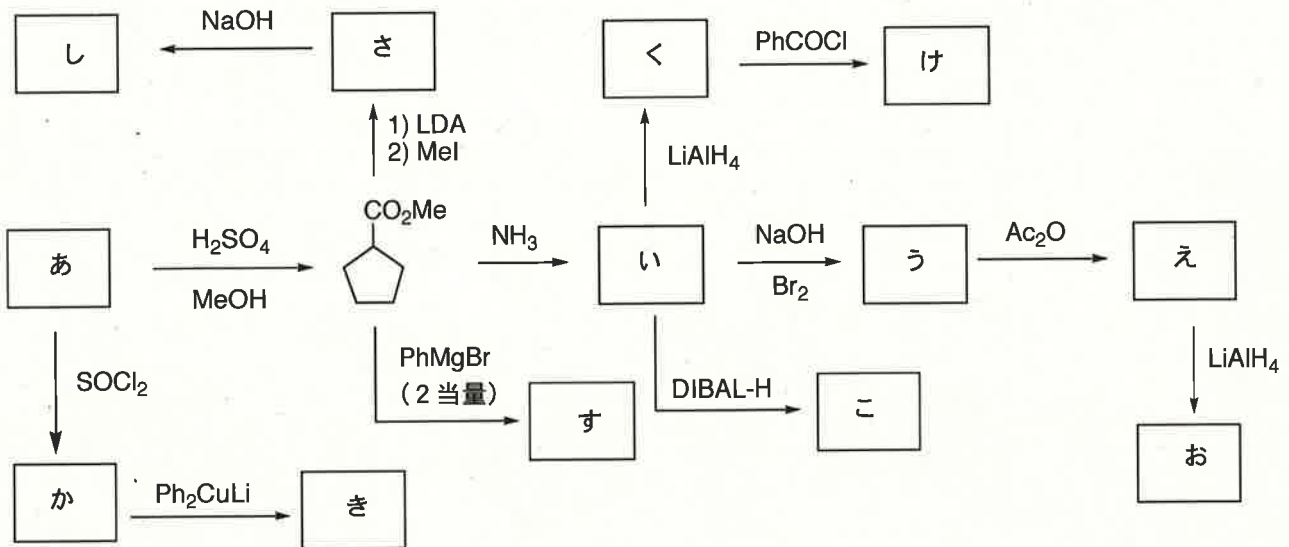 し
NaOH
さ
く
PhCOCl
け
1) LDA
2) MeI
LiAlH4
CO2Me
あ
H2SO4
MeOH
NH3
い
NaOH
Br2
う
Ac2O
え
SOCl2
PhMgBr
(2当量)
す
DIBAL-H
こ
LiAlH4
お
か
Ph2CuLi
き